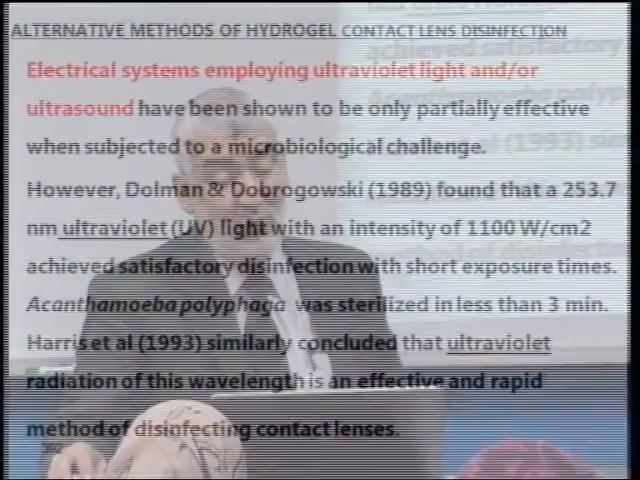 ALTERNATIVE METHODS OF HYDROGEL CONTACT LENS DISINFECTION
Electrical systems employing ultraviolet light and/or
ultrasound have been shown to be only partially effective
when subjected to a microbiological challenge.
However, Dolman & Dobrogowski (1989) found that a 253.7
nm ultraviolet (UV) light with an intensity of 1100 W/cm2
achieved satisfactory disinfection with short exposure times.
Acanthamoeba polyphaga was sterilized in less than 3 min.
Harris et al (1993) similarly concluded that ultraviolet
radiation of this wavelength is an effective and rapid
method of disinfecting contact lenses.